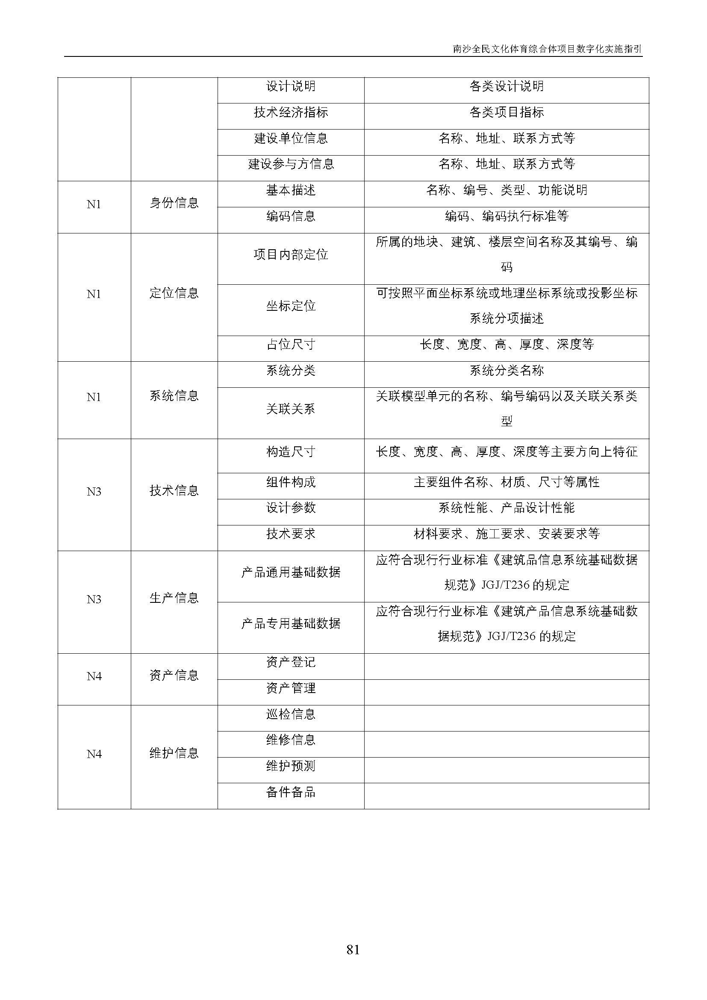 南沙全民文化体育综合体项目数字化实施指引
设计说明 各类设计说明
技术经济指标 各类项目指标
建设单位信息 名称、地址、联系方式等
建设参与方信息 名称、地址、联系方式等
N1 身份信息 基本描述 名称、编号、类型、功能说明
编码信息 编码、编码执行标准等
N1 定位信息 项目内部定位 所属的地块、建筑、楼层空间名称及其编号、编
码
坐标定位 可按照平面坐标系统或地理坐标系统或投影坐标
系统分项描述
占位尺寸 长度、宽度、高、厚度、深度等
N1 系统信息 系统分类 系统分类名称
关联关系 关联模型单元的名称、编号编码以及关联关系类
型
N3 技术信息 构造尺寸 长度、宽度、高、厚度、深度等主要方向上特征
组件构成 主要组件名称、材质、尺寸等属性
设计参数 系统性能、产品设计性能
技术要求 材料要求、施工要求、安装要求等
N3 生产信息 产品通用基础数据 应符合现行行业标准《建筑品信息系统基础数据
规范》JGJ/T236 的规定
产品专用基础数据 应符合现行行业标准《建筑产品信息系统基础数
据规范》JGJ/T236 的规定
N4 资产信息 资产登记
资产管理
N4 维护信息 巡检信息
维修信息
维护预测
备件备品
81